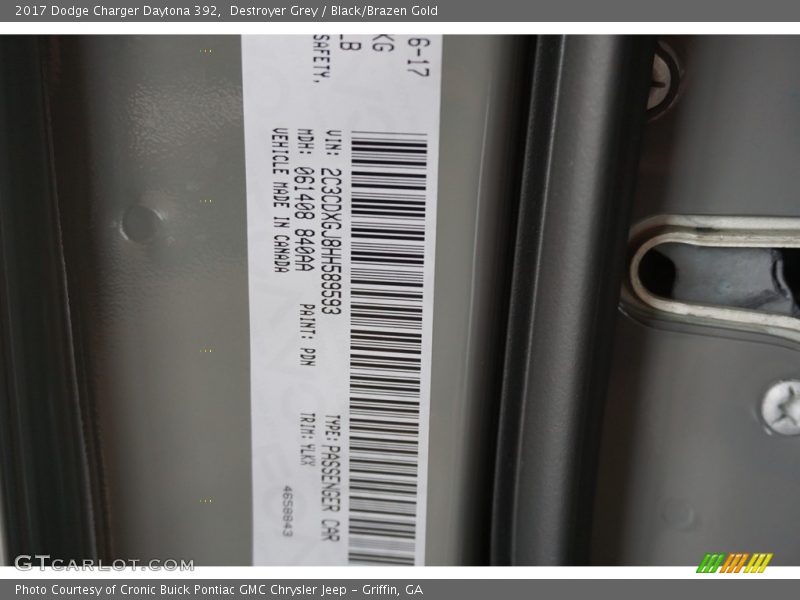 2017 Dodge Charger Daytona 392,  Destroyer Grey / Black/Brazen Gold
6-17
KG
LB
SAFETY,
VIN: 2C3CDXGJ8HH589593
TYPE: PASSENGER CAR
MDH: 061408 840AA
PAINT: PDN
TRIM: YLKX
VEHICLE MADE IN CANADA
4658843
GTCARLOT.COM
Photo Courtesy of Cronic Buick Pontiac GMC Chrysler Jeep - Griffin, GA